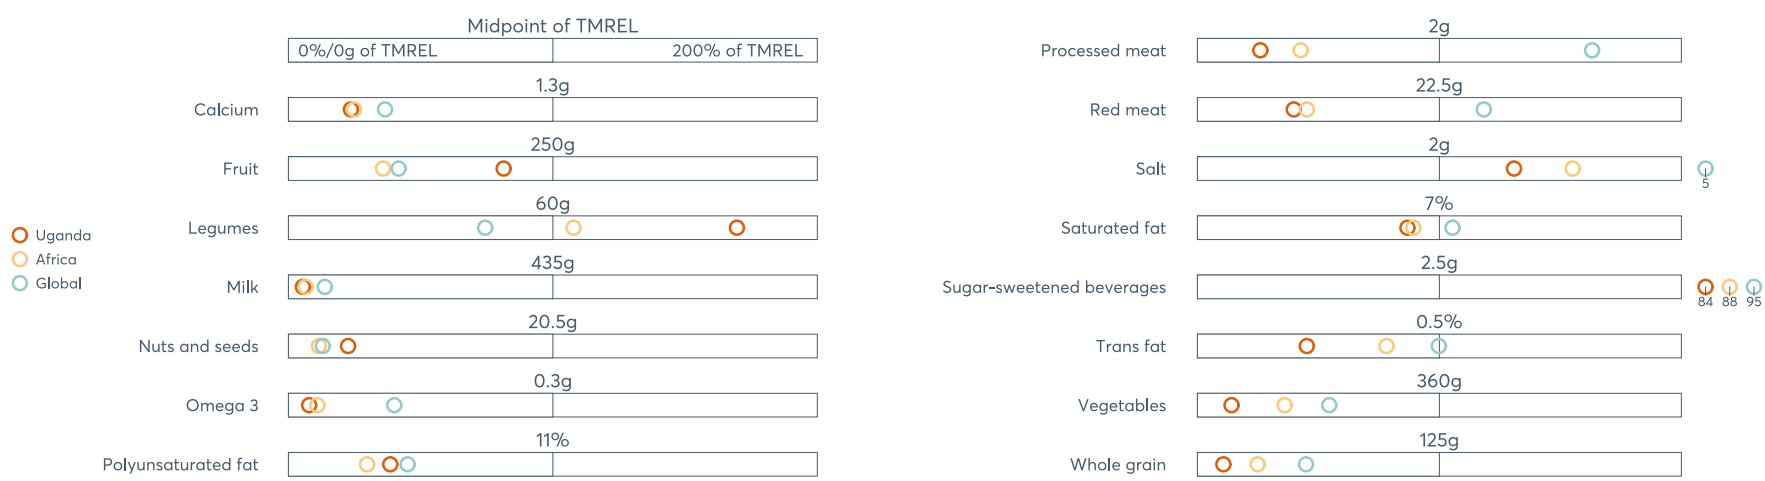 Midpoint of TMREL
0%/0g of TMREL 200% of TMREL
1.3g
Calcium
250g
Fruit
60g
Legumes
435g
Milk
20.5g
Nuts and seeds
0.3g
Omega 3
11%
Polyunsaturated fat
Uganda
Africa
Global
2g
Processed meat
22.5g
Red meat
2g
Salt
5
7%
Saturated fat
2.5g
Sugar-sweetened beverages
84 88 95
0.5%
Trans fat
360g
Vegetables
125g
Whole grain